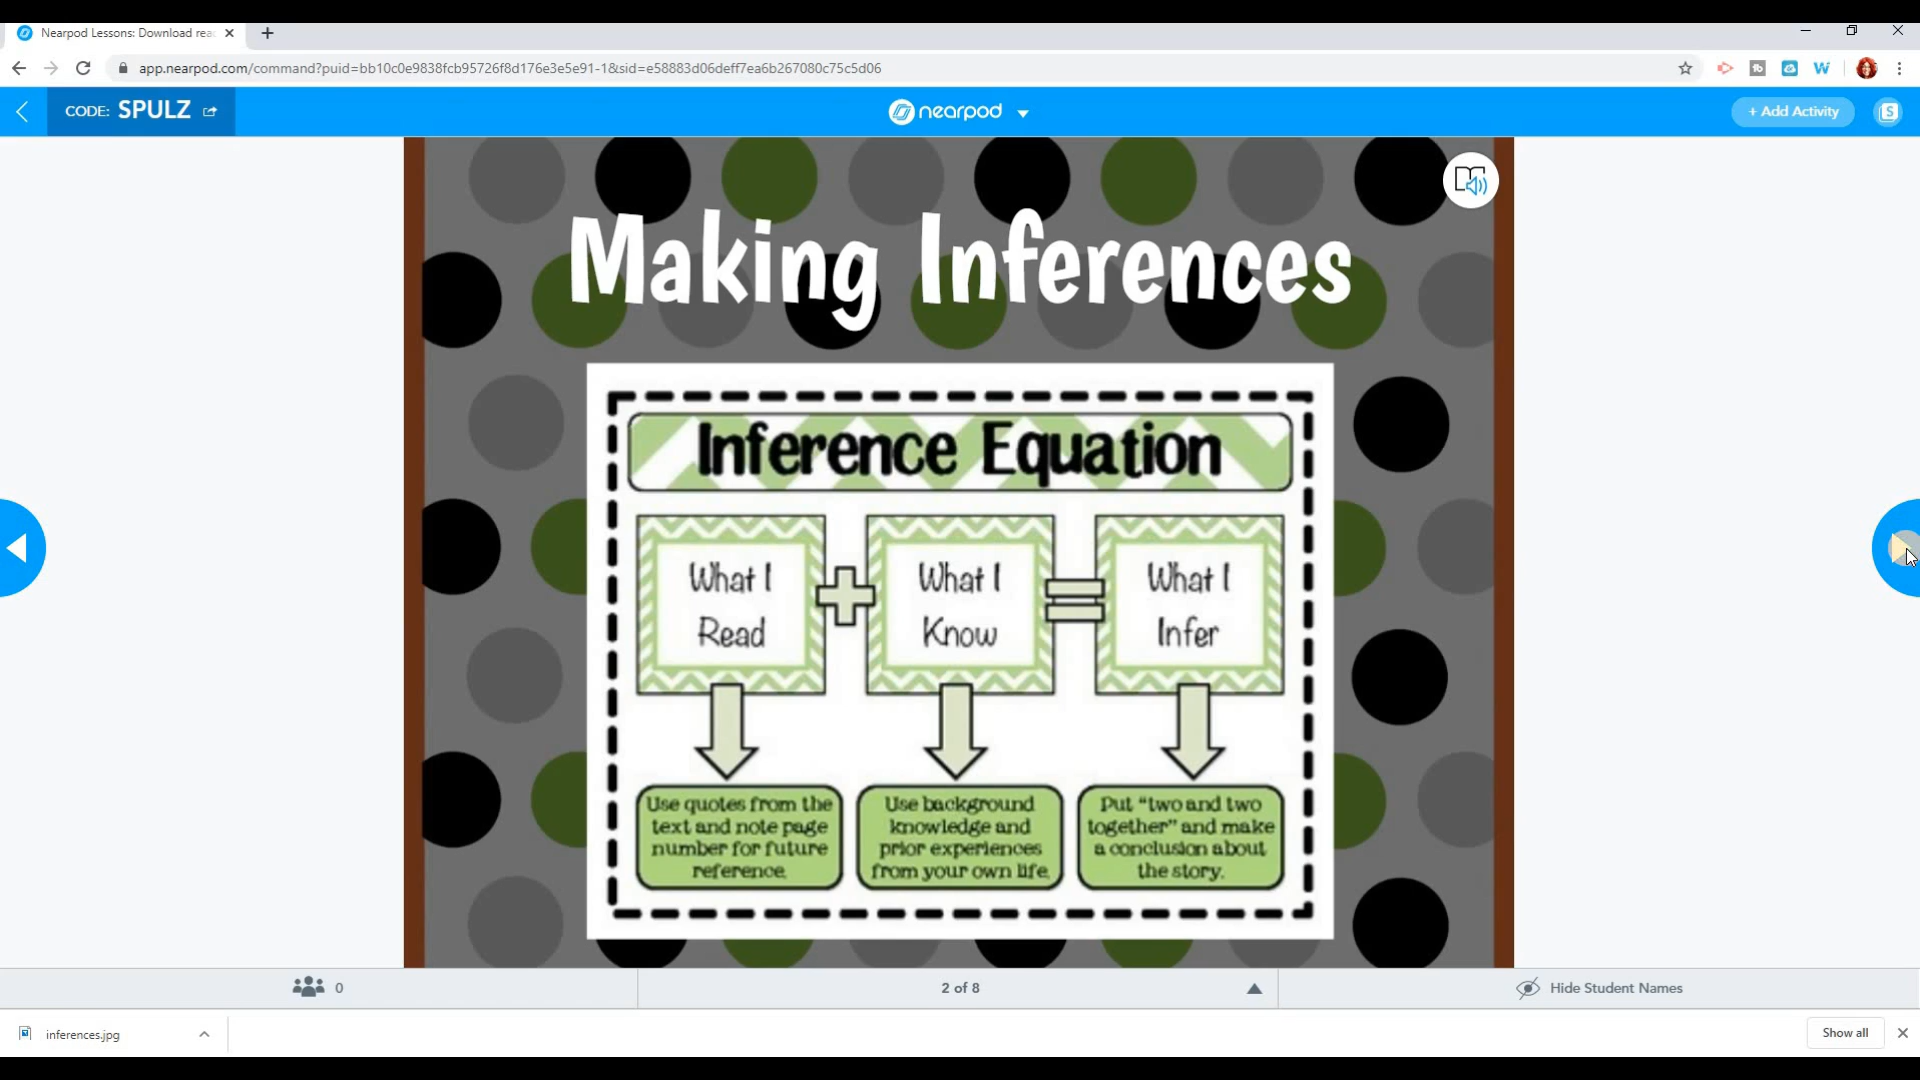 Nearpod Lessons: Download rea
app.nearpod.com/command?puid=bb10c0e9838fcb95726f8d176e3e5e91-1&sid=e58883d06deff7ea6b267080c75c5d06
CODE: SPULZ
nearpod
+ Add Activity
S
Making Inferences
Inference Equation
What I
Read
What I
Know
What I
Infer
Use quotes from the
text and note page
number for future
reference.
Use background
knowledge and
prior experiences
from your own life.
Put “two and two
together” and make
a conclusion about
the story.
0
2 of 8
Hide Student Names
inferences.jpg
Show all